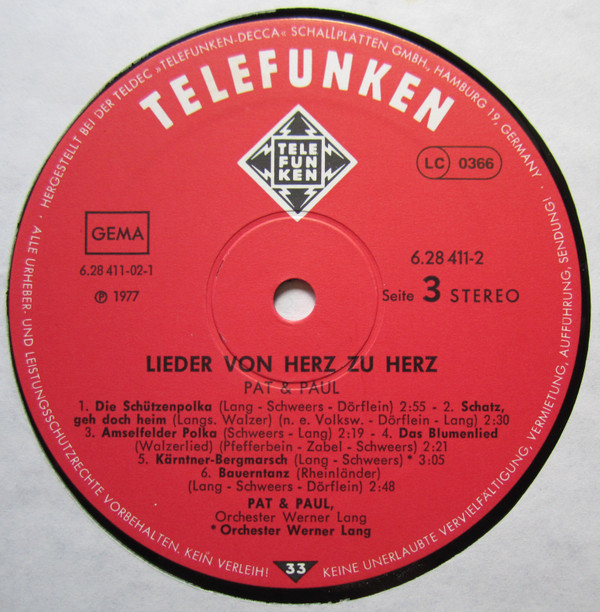 HERGESTELLT BEI DER TELDEC »TELEFUNKEN-DECCA« SCHALLPLATTEN GMBH., HAMBURG 19, GERMANY ·
TELEFUNKEN
TELE
FUN
KEN
LC 0366
GEMA
6.28 411-02-1
Ⓟ 1977
6.28 411-2
Seite 3 STEREO
LIEDER VON HERZ ZU HERZ
PAT & PAUL
1. Die Schützenpolka (Lang - Schweers - Dörflein) 2:55 - 2. Schatz,
geh doch heim (Langs. Walzer) (n. e. Volksw. - Dörflein - Lang) 2:30
3. Amselfelder Polka (Schweers - Lang) 2:19 - 4. Das Blumenlied
(Walzerlied) (Pfefferbein - Zabel - Schweers) 2:21
5. Kärntner-Bergmarsch (Lang - Schweers) * 3:05
6. Bauerntanz (Rheinländer)
(Lang - Schweers - Dörflein) 2:48
PAT & PAUL,
Orchester Werner Lang
* Orchester Werner Lang
33
· ALLE URHEBER- UND LEISTUNGSSCHUTZRECHTE VORBEHALTEN. KEIN VERLEIH! KEINE UNERLAUBTE VERVIELFÄLTIGUNG, VERMIETUNG, AUFFÜHRUNG, SENDUNG!